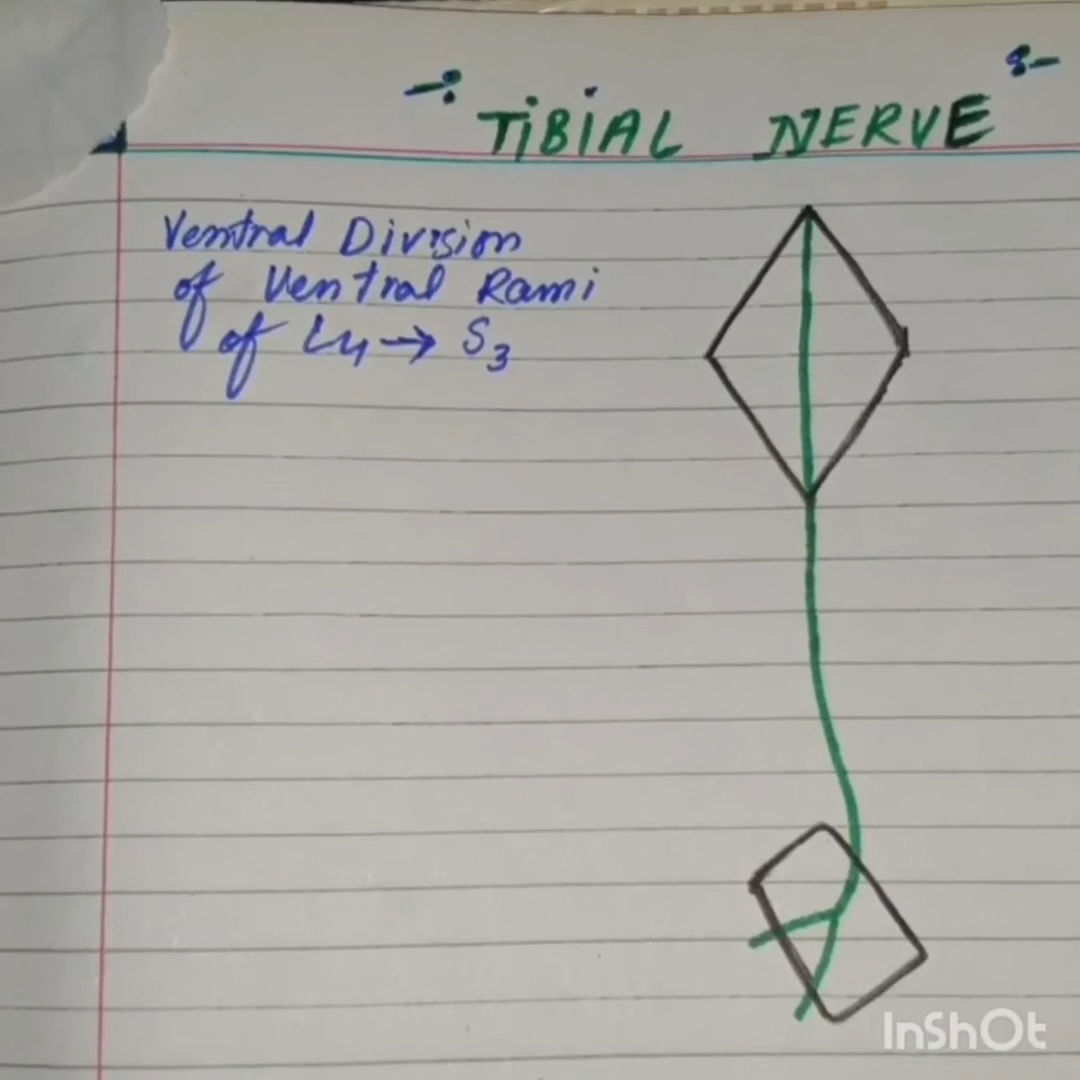 -: TiBiAL NERVE :-
Ventral Division
of Ventral Rami
of L4 → S3
InShOt